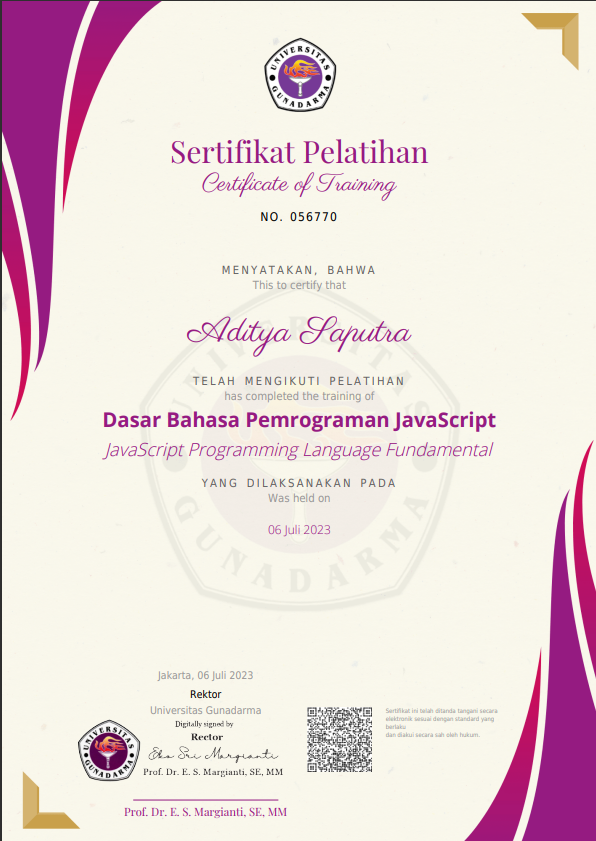 UNIVERSITAS
GUNADARMA
Sertifikat Pelatihan
Certificate of Training
NO. 056770
MENYATAKAN, BAHWA
This to certify that
Aditya Saputra
TELAH MENGIKUTI PELATIHAN
has completed the training of
Dasar Bahasa Pemrograman JavaScript
JavaScript Programming Language Fundamental
YANG DILAKSANAKAN PADA
Was held on
06 Juli 2023
UNIVERSITAS
GUNADARMA
Jakarta, 06 Juli 2023
Rektor
Universitas Gunadarma
Digitally signed by
Rector
Eko Sri Margianti
Prof. Dr. E. S. Margianti, SE, MM
UNIVERSITAS
GUNADARMA
Prof. Dr. E. S. Margianti, SE, MM
Sertifikat ini telah ditanda tangani secara
elektronik sesuai dengan standard yang
berlaku
dan diakui secara sah oleh hukum.